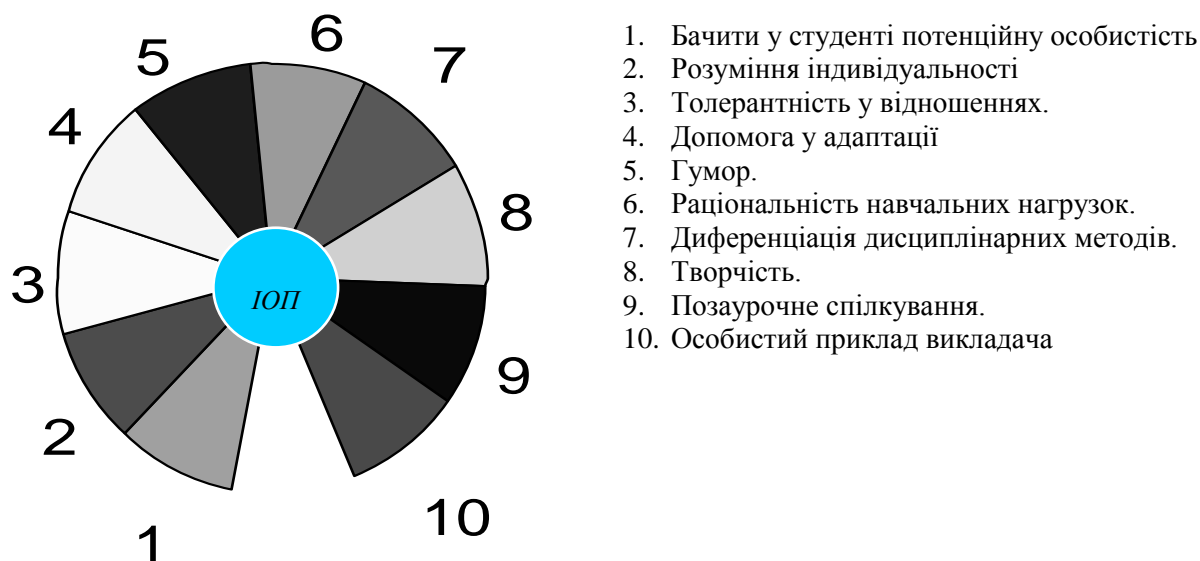 5
6
7
4
8
3
ІОП
9
2
10
1
1. Бачити у студенті потенційну особистість
2. Розуміння індивідуальності
3. Толерантність у відношеннях.
4. Допомога у адаптації
5. Гумор.
6. Раціональність навчальних нагрузок.
7. Диференціація дисциплінарних методів.
8. Творчість.
9. Позаурочне спілкування.
10. Особистий приклад викладача